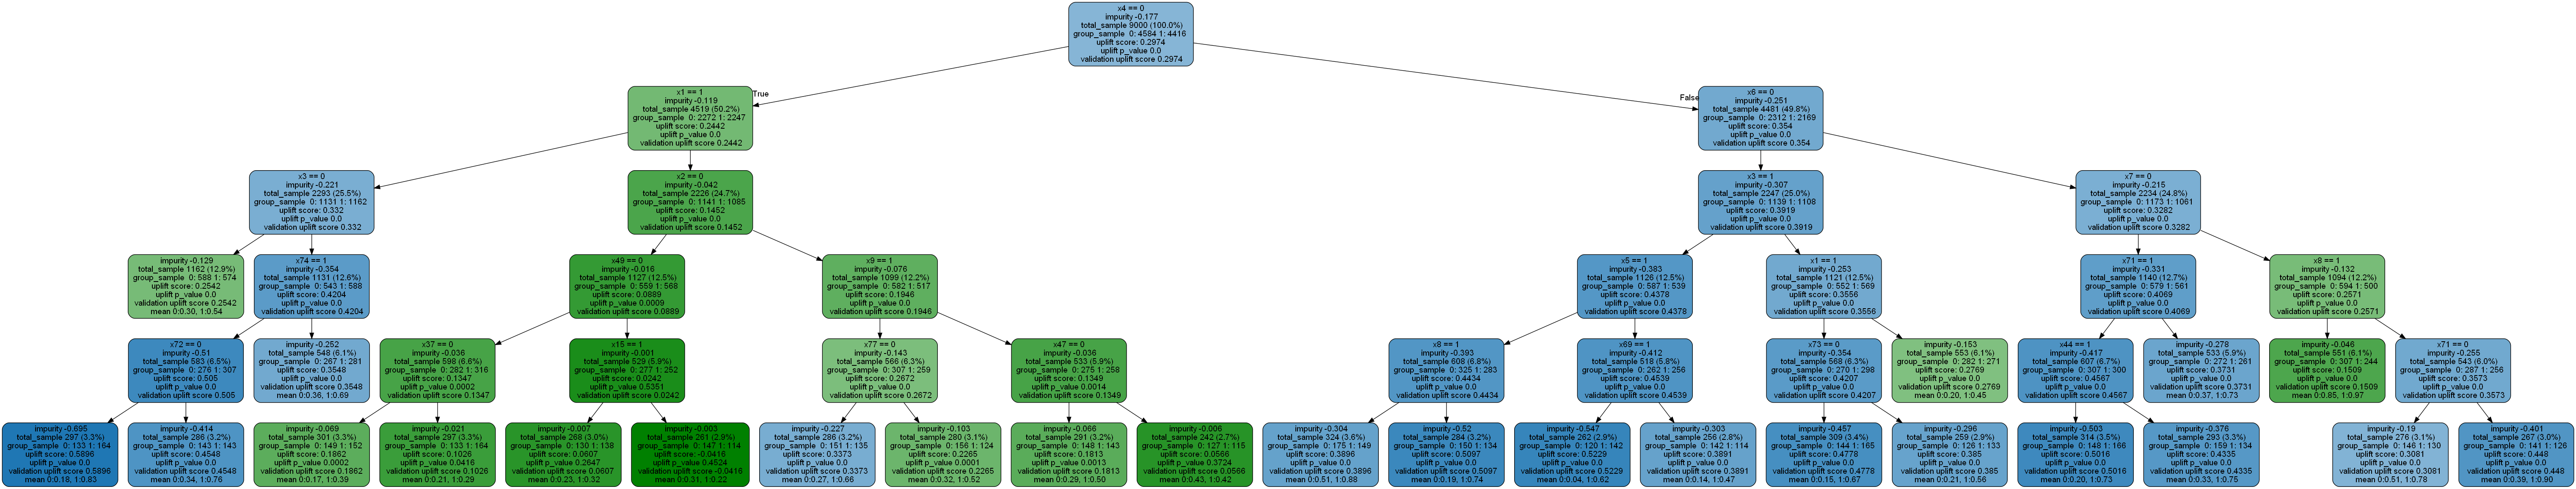 x4 == 0
impurity -0.177
total_sample 9000 (100.0%)
group_sample 0: 4584 1: 4416
uplift score: 0.2974
uplift p_value 0.0
validation uplift score 0.2974
True
False
x1 == 1
impurity -0.119
total_sample 4519 (50.2%)
group_sample 0: 2272 1: 2247
uplift score: 0.2442
uplift p_value 0.0
validation uplift score 0.2442
x6 == 0
impurity -0.251
total_sample 4481 (49.8%)
group_sample 0: 2312 1: 2169
uplift score: 0.354
uplift p_value 0.0
validation uplift score 0.354
x3 == 0
impurity -0.221
total_sample 2293 (25.5%)
group_sample 0: 1131 1: 1162
uplift score: 0.332
uplift p_value 0.0
validation uplift score 0.332
x2 == 0
impurity -0.042
total_sample 2226 (24.7%)
group_sample 0: 1141 1: 1085
uplift score: 0.1452
uplift p_value 0.0
validation uplift score 0.1452
x3 == 1
impurity -0.307
total_sample 2247 (25.0%)
group_sample 0: 1139 1: 1108
uplift score: 0.3919
uplift p_value 0.0
validation uplift score 0.3919
x7 == 0
impurity -0.215
total_sample 2234 (24.8%)
group_sample 0: 1173 1: 1061
uplift score: 0.3282
uplift p_value 0.0
validation uplift score 0.3282
impurity -0.129
total_sample 1162 (12.9%)
group_sample 0: 588 1: 574
uplift score: 0.2542
uplift p_value 0.0
validation uplift score 0.2542
mean 0:0.30, 1:0.54
x74 == 1
impurity -0.354
total_sample 1131 (12.6%)
group_sample 0: 543 1: 588
uplift score: 0.4204
uplift p_value 0.0
validation uplift score 0.4204
x49 == 0
impurity -0.016
total_sample 1127 (12.5%)
group_sample 0: 559 1: 568
uplift score: 0.0889
uplift p_value 0.0009
validation uplift score 0.0889
x9 == 1
impurity -0.076
total_sample 1099 (12.2%)
group_sample 0: 582 1: 517
uplift score: 0.1946
uplift p_value 0.0
validation uplift score 0.1946
x5 == 1
impurity -0.383
total_sample 1126 (12.5%)
group_sample 0: 587 1: 539
uplift score: 0.4378
uplift p_value 0.0
validation uplift score 0.4378
x1 == 1
impurity -0.253
total_sample 1121 (12.5%)
group_sample 0: 552 1: 569
uplift score: 0.3556
uplift p_value 0.0
validation uplift score 0.3556
x71 == 1
impurity -0.331
total_sample 1140 (12.7%)
group_sample 0: 579 1: 561
uplift score: 0.4069
uplift p_value 0.0
validation uplift score 0.4069
x8 == 1
impurity -0.132
total_sample 1094 (12.2%)
group_sample 0: 594 1: 500
uplift score: 0.2571
uplift p_value 0.0
validation uplift score 0.2571
x72 == 0
impurity -0.51
total_sample 583 (6.5%)
group_sample 0: 276 1: 307
uplift score: 0.505
uplift p_value 0.0
validation uplift score 0.505
impurity -0.252
total_sample 548 (6.1%)
group_sample 0: 267 1: 281
uplift score: 0.3548
uplift p_value 0.0
validation uplift score 0.3548
mean 0:0.36, 1:0.69
x37 == 0
impurity -0.036
total_sample 598 (6.6%)
group_sample 0: 282 1: 316
uplift score: 0.1347
uplift p_value 0.0002
validation uplift score 0.1347
x15 == 1
impurity -0.001
total_sample 529 (5.9%)
group_sample 0: 277 1: 252
uplift score: 0.0242
uplift p_value 0.5351
validation uplift score 0.0242
x77 == 0
impurity -0.143
total_sample 566 (6.3%)
group_sample 0: 307 1: 259
uplift score: 0.2672
uplift p_value 0.0
validation uplift score 0.2672
x47 == 0
impurity -0.036
total_sample 533 (5.9%)
group_sample 0: 275 1: 258
uplift score: 0.1349
uplift p_value 0.0014
validation uplift score 0.1349
x8 == 1
impurity -0.393
total_sample 608 (6.8%)
group_sample 0: 325 1: 283
uplift score: 0.4434
uplift p_value 0.0
validation uplift score 0.4434
x69 == 1
impurity -0.412
total_sample 518 (5.8%)
group_sample 0: 262 1: 256
uplift score: 0.4539
uplift p_value 0.0
validation uplift score 0.4539
x73 == 0
impurity -0.354
total_sample 568 (6.3%)
group_sample 0: 270 1: 298
uplift score: 0.4207
uplift p_value 0.0
validation uplift score 0.4207
impurity -0.153
total_sample 553 (6.1%)
group_sample 0: 282 1: 271
uplift score: 0.2769
uplift p_value 0.0
validation uplift score 0.2769
mean 0:0.20, 1:0.45
x44 == 1
impurity -0.417
total_sample 607 (6.7%)
group_sample 0: 307 1: 300
uplift score: 0.4567
uplift p_value 0.0
validation uplift score 0.4567
impurity -0.278
total_sample 533 (5.9%)
group_sample 0: 272 1: 261
uplift score: 0.3731
uplift p_value 0.0
validation uplift score 0.3731
mean 0:0.37, 1:0.73
impurity -0.046
total_sample 551 (6.1%)
group_sample 0: 307 1: 244
uplift score: 0.1509
uplift p_value 0.0
validation uplift score 0.1509
mean 0:0.85, 1:0.97
x71 == 0
impurity -0.255
total_sample 543 (6.0%)
group_sample 0: 287 1: 256
uplift score: 0.3573
uplift p_value 0.0
validation uplift score 0.3573
impurity -0.695
total_sample 297 (3.3%)
group_sample 0: 133 1: 164
uplift score: 0.5896
uplift p_value 0.0
validation uplift score 0.5896
mean 0:0.18, 1:0.83
impurity -0.414
total_sample 286 (3.2%)
group_sample 0: 143 1: 143
uplift score: 0.4548
uplift p_value 0.0
validation uplift score 0.4548
mean 0:0.34, 1:0.76
impurity -0.069
total_sample 301 (3.3%)
group_sample 0: 149 1: 152
uplift score: 0.1862
uplift p_value 0.0002
validation uplift score 0.1862
mean 0:0.17, 1:0.39
impurity -0.021
total_sample 297 (3.3%)
group_sample 0: 133 1: 164
uplift score: 0.1026
uplift p_value 0.0416
validation uplift score 0.1026
mean 0:0.21, 1:0.29
impurity -0.007
total_sample 268 (3.0%)
group_sample 0: 130 1: 138
uplift score: 0.0607
uplift p_value 0.2647
validation uplift score 0.0607
mean 0:0.23, 1:0.32
impurity -0.003
total_sample 261 (2.9%)
group_sample 0: 147 1: 114
uplift score: -0.0416
uplift p_value 0.4524
validation uplift score -0.0416
mean 0:0.31, 1:0.22
impurity -0.227
total_sample 286 (3.2%)
group_sample 0: 151 1: 135
uplift score: 0.3373
uplift p_value 0.0
validation uplift score 0.3373
mean 0:0.27, 1:0.66
impurity -0.103
total_sample 280 (3.1%)
group_sample 0: 156 1: 124
uplift score: 0.2265
uplift p_value 0.0001
validation uplift score 0.2265
mean 0:0.32, 1:0.52
impurity -0.066
total_sample 291 (3.2%)
group_sample 0: 148 1: 143
uplift score: 0.1813
uplift p_value 0.0013
validation uplift score 0.1813
mean 0:0.29, 1:0.50
impurity -0.006
total_sample 242 (2.7%)
group_sample 0: 127 1: 115
uplift score: 0.0566
uplift p_value 0.3724
validation uplift score 0.0566
mean 0:0.43, 1:0.42
impurity -0.304
total_sample 324 (3.6%)
group_sample 0: 175 1: 149
uplift score: 0.3896
uplift p_value 0.0
validation uplift score 0.3896
mean 0:0.51, 1:0.88
impurity -0.52
total_sample 284 (3.2%)
group_sample 0: 150 1: 134
uplift score: 0.5097
uplift p_value 0.0
validation uplift score 0.5097
mean 0:0.19, 1:0.74
impurity -0.547
total_sample 262 (2.9%)
group_sample 0: 120 1: 142
uplift score: 0.5229
uplift p_value 0.0
validation uplift score 0.5229
mean 0:0.04, 1:0.62
impurity -0.303
total_sample 256 (2.8%)
group_sample 0: 142 1: 114
uplift score: 0.3891
uplift p_value 0.0
validation uplift score 0.3891
mean 0:0.14, 1:0.47
impurity -0.457
total_sample 309 (3.4%)
group_sample 0: 144 1: 165
uplift score: 0.4778
uplift p_value 0.0
validation uplift score 0.4778
mean 0:0.15, 1:0.67
impurity -0.296
total_sample 259 (2.9%)
group_sample 0: 126 1: 133
uplift score: 0.385
uplift p_value 0.0
validation uplift score 0.385
mean 0:0.21, 1:0.56
impurity -0.503
total_sample 314 (3.5%)
group_sample 0: 148 1: 166
uplift score: 0.5016
uplift p_value 0.0
validation uplift score 0.5016
mean 0:0.20, 1:0.73
impurity -0.376
total_sample 293 (3.3%)
group_sample 0: 159 1: 134
uplift score: 0.4335
uplift p_value 0.0
validation uplift score 0.4335
mean 0:0.33, 1:0.75
impurity -0.19
total_sample 276 (3.1%)
group_sample 0: 146 1: 130
uplift score: 0.3081
uplift p_value 0.0
validation uplift score 0.3081
mean 0:0.51, 1:0.78
impurity -0.401
total_sample 267 (3.0%)
group_sample 0: 141 1: 126
uplift score: 0.448
uplift p_value 0.0
validation uplift score 0.448
mean 0:0.39, 1:0.90